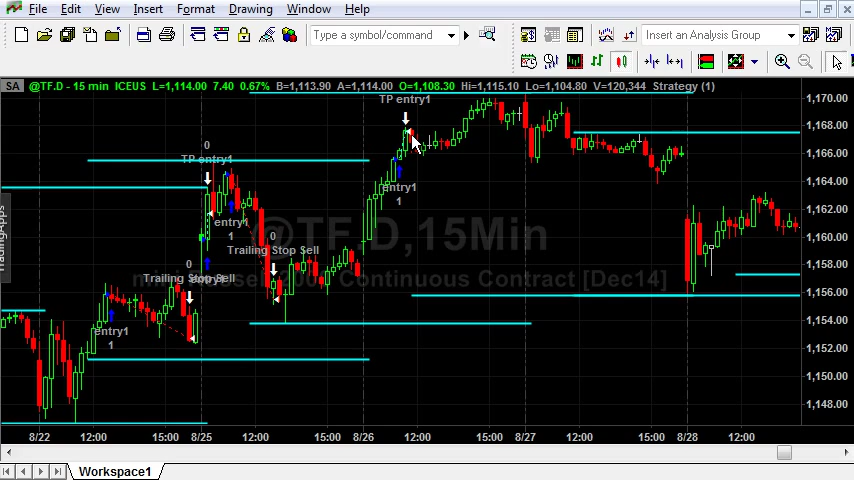 File Edit View Insert Format Drawing Window Help
Type a symbol/command
Insert an Analysis Group
SA @TF.D - 15 min ICEUS L=1,114.00 7.40 0.67% B=1,113.90 A=1,114.00 O=1,108.30 Hi=1,115.10 Lo=1,104.80 V=120,344 Strategy (1)
TP entry1
1,170.00
1,168.00
0
TP entry1
1,166.00
entry1
1
1,164.00
1,162.00
entry1
1
@TF.D,15Min
1,160.00
0
Trailing Stop Sell
1,158.00
0
Trailing Stop Sell
entry1
Continuous Contract [Dec14]
1,156.00
1,154.00
entry1
1
1,152.00
1,150.00
1,148.00
8/22 12:00 15:00 8/25 12:00 15:00 8/26 12:00 15:00 8/27 12:00 15:00 8/28 12:00
Workspace1